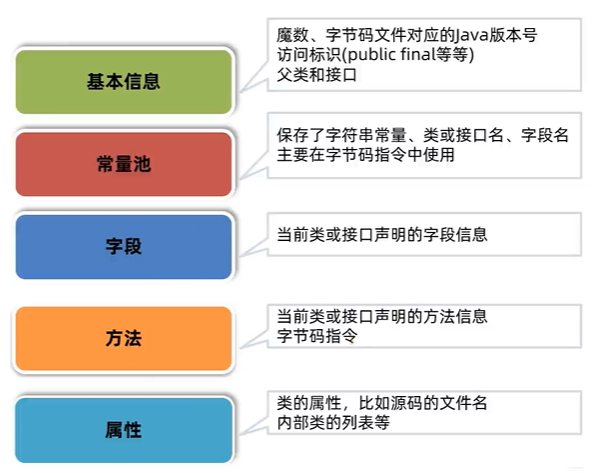 基本信息
魔数、字节码文件对应的Java版本号
访问标识(public final等等)
父类和接口
常量池
保存了字符串常量、类或接口名、字段名
主要在字节码指令中使用
字段
当前类或接口声明的字段信息
方法
当前类或接口声明的方法信息
字节码指令
属性
类的属性，比如源码的文件名
内部类的列表等